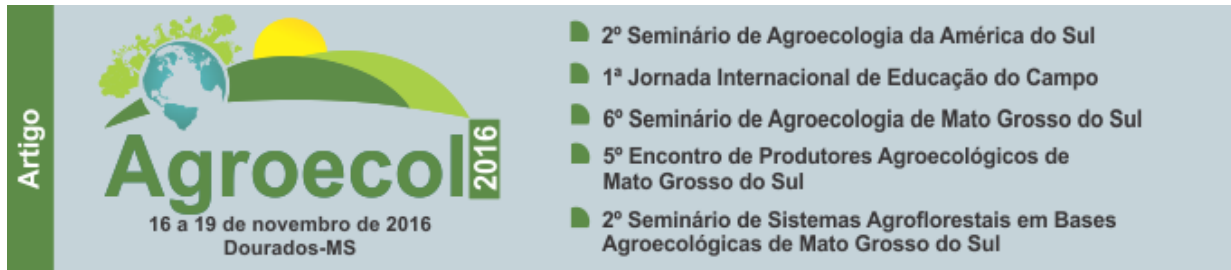 Artigo
Agroecol 2016
16 a 19 de novembro de 2016
Dourados-MS
2º Seminário de Agroecologia da América do Sul
1ª Jornada Internacional de Educação do Campo
6º Seminário de Agroecologia de Mato Grosso do Sul
5º Encontro de Produtores Agroecológicos de
Mato Grosso do Sul
2º Seminário de Sistemas Agroflorestais em Bases
Agroecológicas de Mato Grosso do Sul